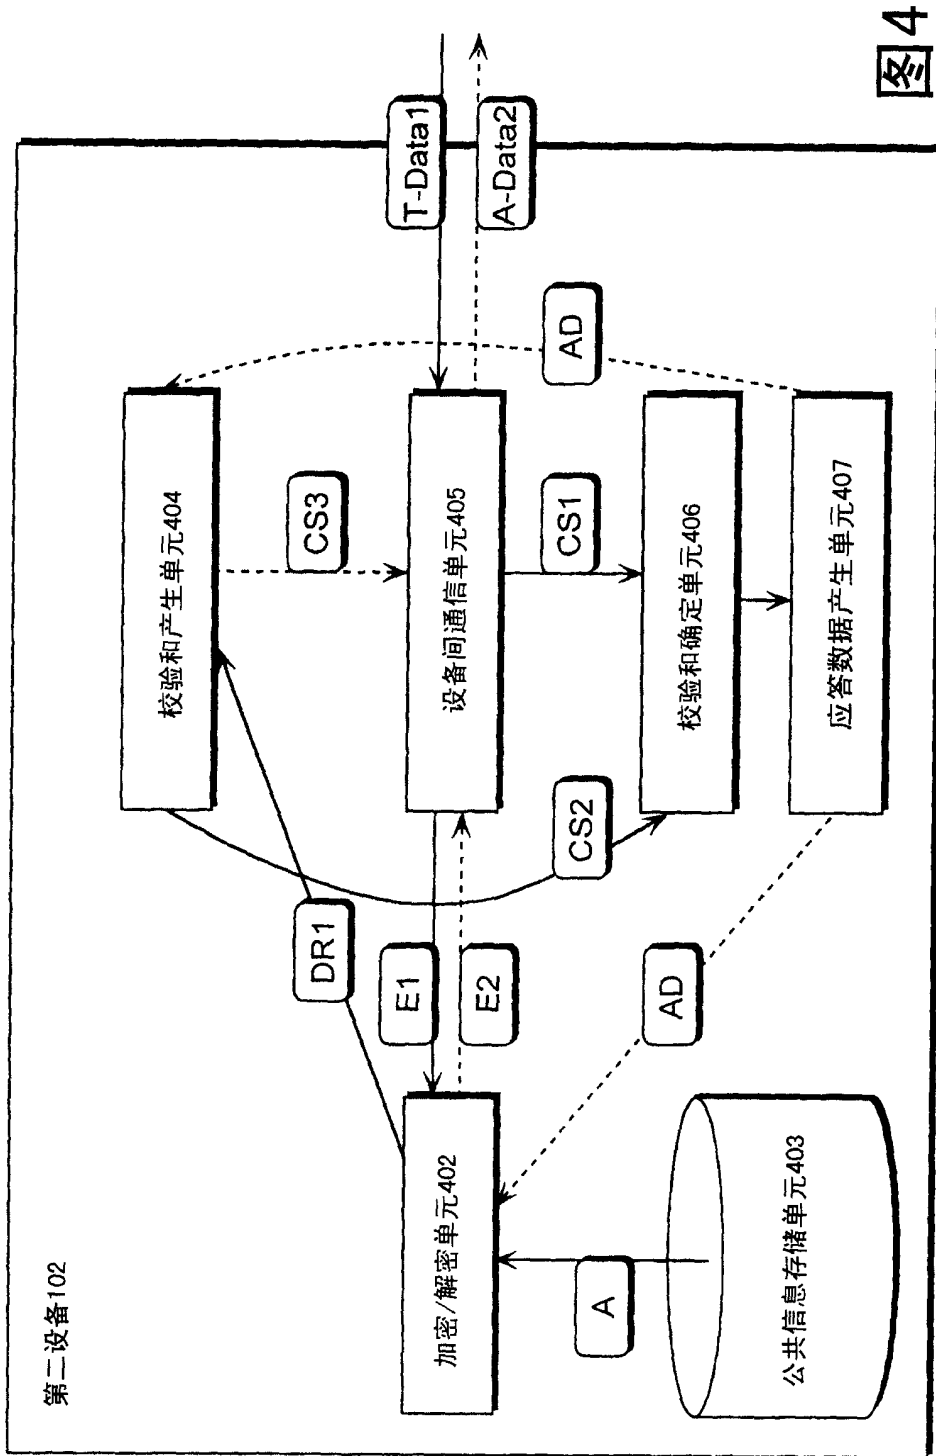 第二设备102
加密/解密单元402
公共信息存储单元403
A
DR1
E1
E2
AD
CS2
校验和产生单元404
设备间通信单元405
校验和确定单元406
应答数据产生单元407
CS3
CS1
AD
T-Data1
A-Data2
图4